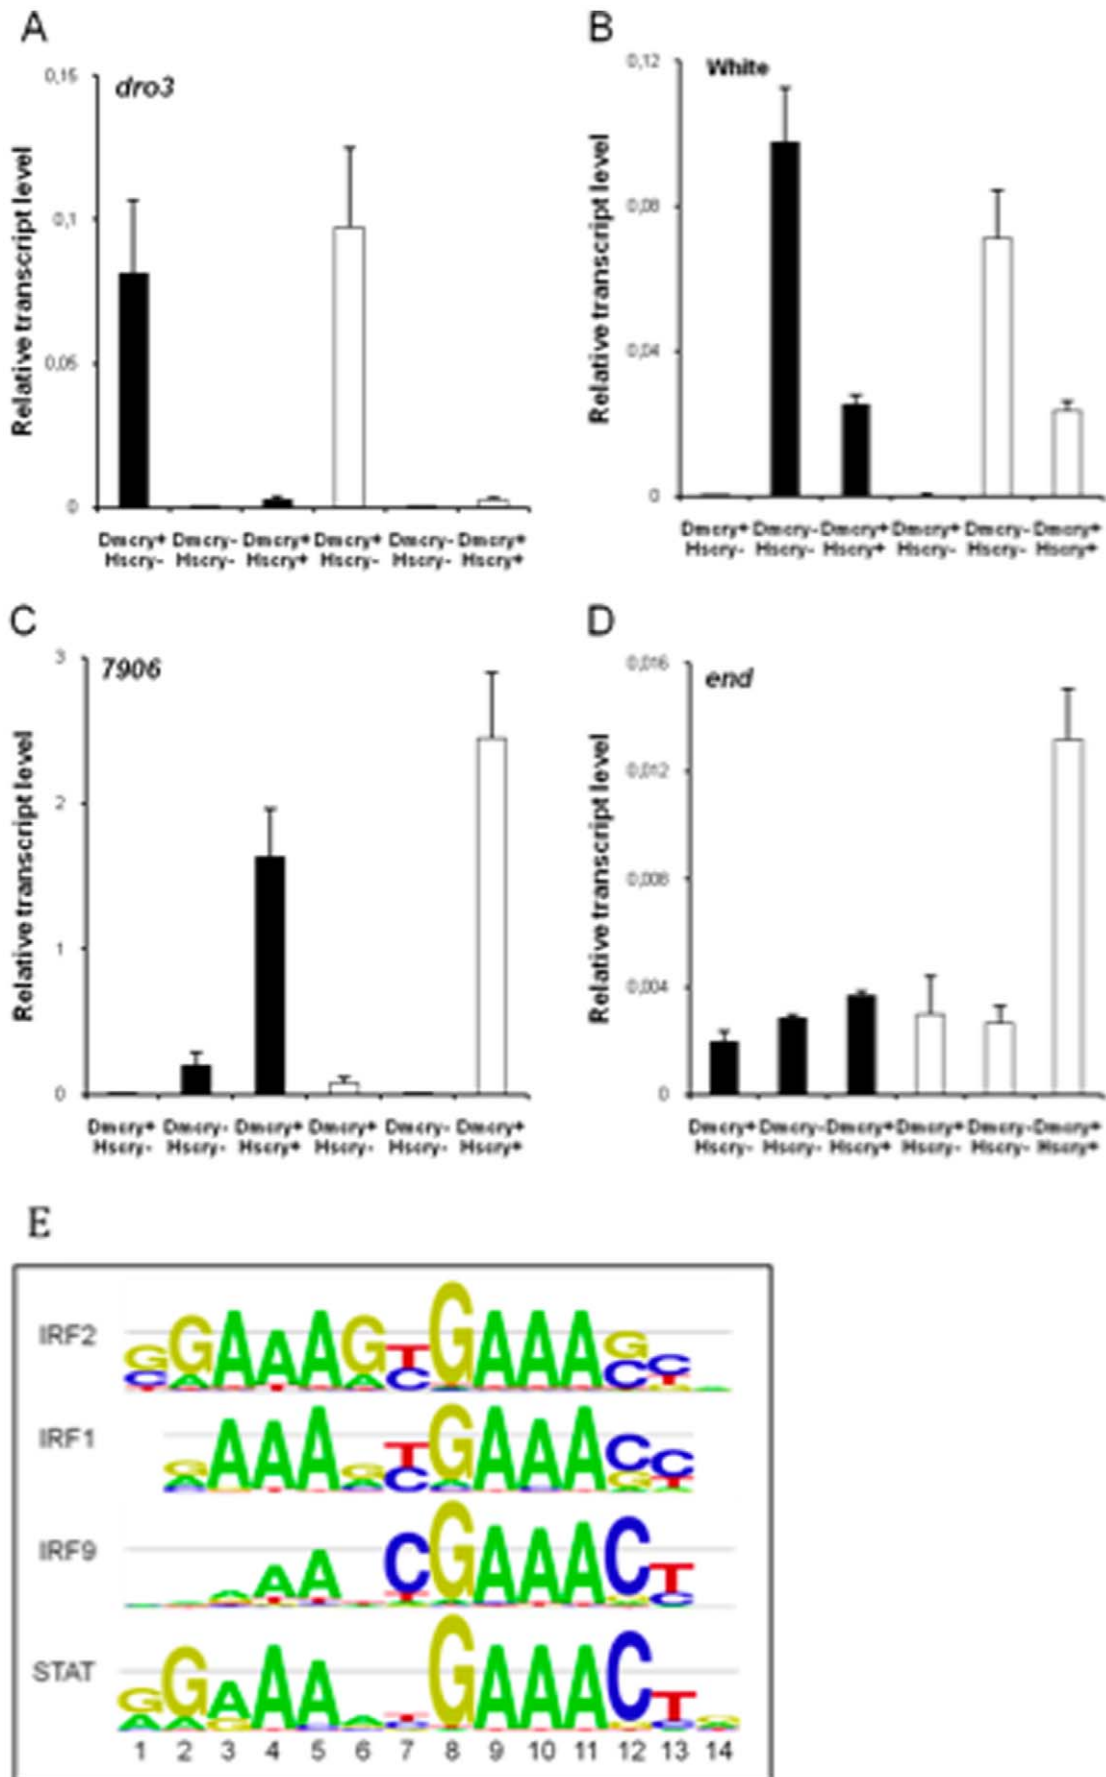 A
dro3
Relative transcript level
0,15
0,1
0,05
0
Dmcry+ Dmcry- Dmcry+ Dmcry+ Dmcry- Dmcry+
Hscry- Hscry- Hscry+ Hscry- Hscry- Hscry+
B
White
Relative transcript level
0,12
0,08
0,04
0
Dmcry+ Dmcry- Dmcry+ Dmcry+ Dmcry- Dmcry+
Hscry- Hscry- Hscry+ Hscry- Hscry- Hscry+
C
7906
Relative transcript level
3
2
1
0
Dmcry+ Dmcry- Dmcry+ Dmcry+ Dmcry- Dmcry+
Hscry- Hscry- Hscry+ Hscry- Hscry- Hscry+
D
end
Relative transcript level
0,016
0,012
0,008
0,004
0
Dmcry+ Dmcry- Dmcry+ Dmcry+ Dmcry- Dmcry+
Hscry- Hscry- Hscry+ Hscry- Hscry- Hscry+
E
IRF2
GGAAAGTGAAAGC
IRF1
GAAAGTGAAACC
IRF9
AAACGAAACT
STAT
GGAAAATGAAACT
1 2 3 4 5 6 7 8 9 10 11 12 13 14